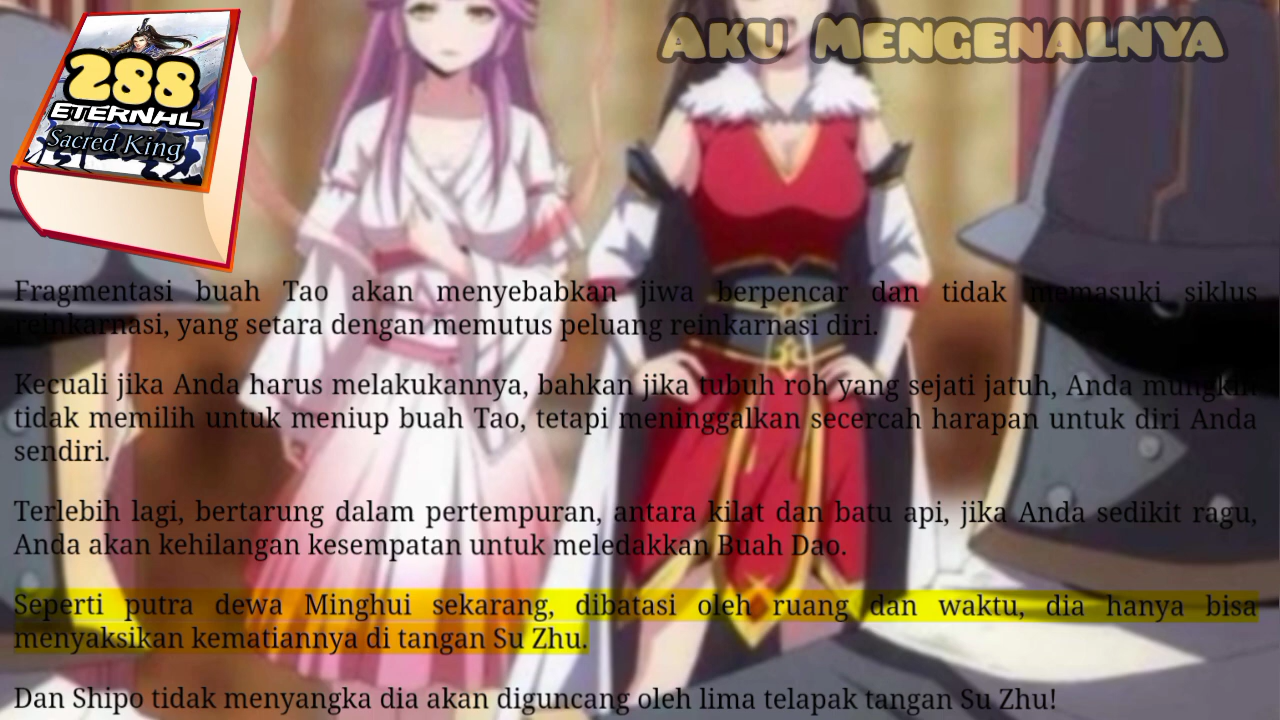 Aku Mengenalnya
288
ETERNAL
Sacred King
Fragmentasi buah Tao akan menyebabkan jiwa berpencar dan tidak memasuki siklus
reinkarnasi, yang setara dengan memutus peluang reinkarnasi diri.
Kecuali jika Anda harus melakukannya, bahkan jika tubuh roh yang sejati jatuh, Anda mungkin
tidak memilih untuk meniup buah Tao, tetapi meninggalkan secercah harapan untuk diri Anda
sendiri.
Terlebih lagi, bertarung dalam pertempuran, antara kilat dan batu api, jika Anda sedikit ragu,
Anda akan kehilangan kesempatan untuk meledakkan Buah Dao.
Seperti putra dewa Minghui sekarang, dibatasi oleh ruang dan waktu, dia hanya bisa
menyaksikan kematiannya di tangan Su Zhu.
Dan Shipo tidak menyangka dia akan diguncang oleh lima telapak tangan Su Zhu!